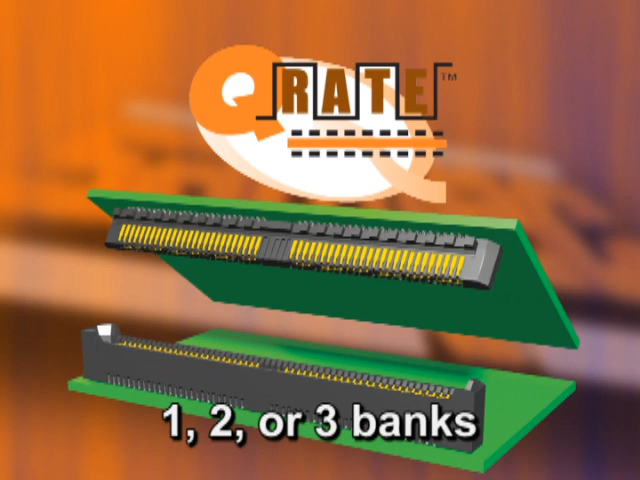 Q RATE™
1, 2, or 3 banks